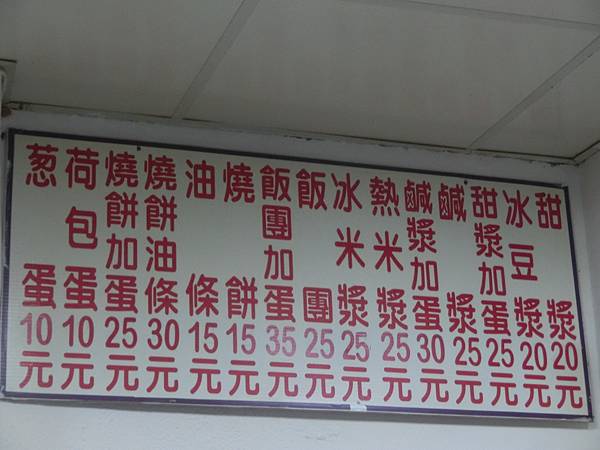 甜漿20元
冰豆漿20元
甜漿加蛋25元
鹹漿25元
鹹漿加蛋30元
熱米漿25元
冰米漿25元
飯團25元
飯團加蛋35元
燒餅15元
油條15元
燒餅油條30元
燒餅加蛋25元
荷包蛋10元
葱蛋10元